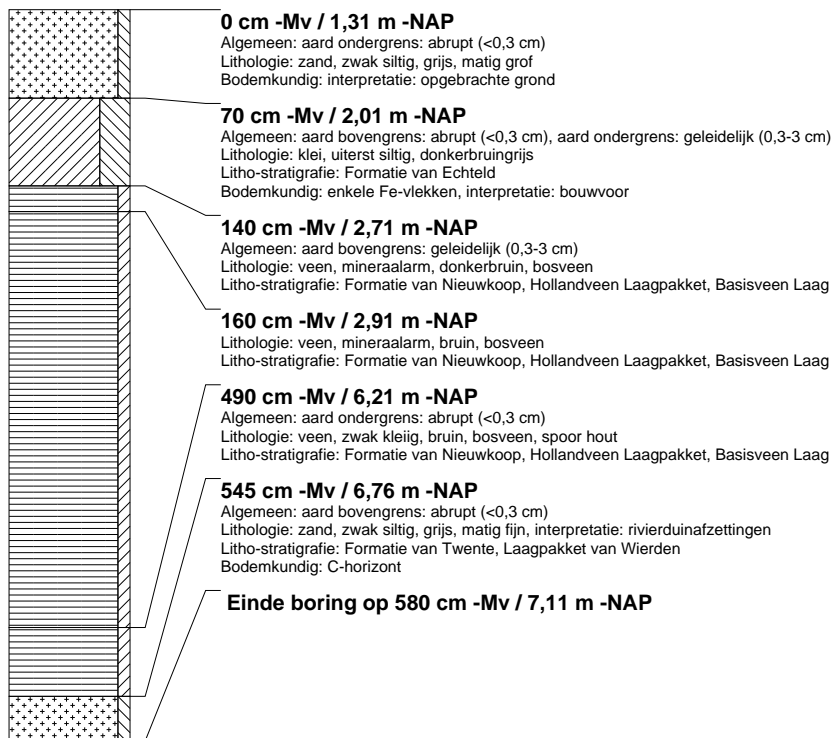 0 cm -Mv / 1,31 m -NAP
Algemeen: aard ondergrens: abrupt (<0,3 cm)
Lithologie: zand, zwak siltig, grijs, matig grof
Bodemkundig: interpretatie: opgebrachte grond
70 cm -Mv / 2,01 m -NAP
Algemeen: aard bovengrens: abrupt (<0,3 cm), aard ondergrens: geleidelijk (0,3-3 cm)
Lithologie: klei, uiterst siltig, donkerbruingrijs
Litho-stratigrafie: Formatie van Echteld
Bodemkundig: enkele Fe-vlekken, interpretatie: bouwvoor
140 cm -Mv / 2,71 m -NAP
Algemeen: aard bovengrens: geleidelijk (0,3-3 cm)
Lithologie: veen, mineraalarm, donkerbruin, bosveen
Litho-stratigrafie: Formatie van Nieuwkoop, Hollandveen Laagpakket, Basisveen Laag
160 cm -Mv / 2,91 m -NAP
Lithologie: veen, mineraalarm, bruin, bosveen
Litho-stratigrafie: Formatie van Nieuwkoop, Hollandveen Laagpakket, Basisveen Laag
490 cm -Mv / 6,21 m -NAP
Algemeen: aard ondergrens: abrupt (<0,3 cm)
Lithologie: veen, zwak kleiig, bruin, bosveen, spoor hout
Litho-stratigrafie: Formatie van Nieuwkoop, Hollandveen Laagpakket, Basisveen Laag
545 cm -Mv / 6,76 m -NAP
Algemeen: aard bovengrens: abrupt (<0,3 cm)
Lithologie: zand, zwak siltig, grijs, matig fijn, interpretatie: rivierduinafzettingen
Litho-stratigrafie: Formatie van Twente, Laagpakket van Wierden
Bodemkundig: C-horizont
Einde boring op 580 cm -Mv / 7,11 m -NAP